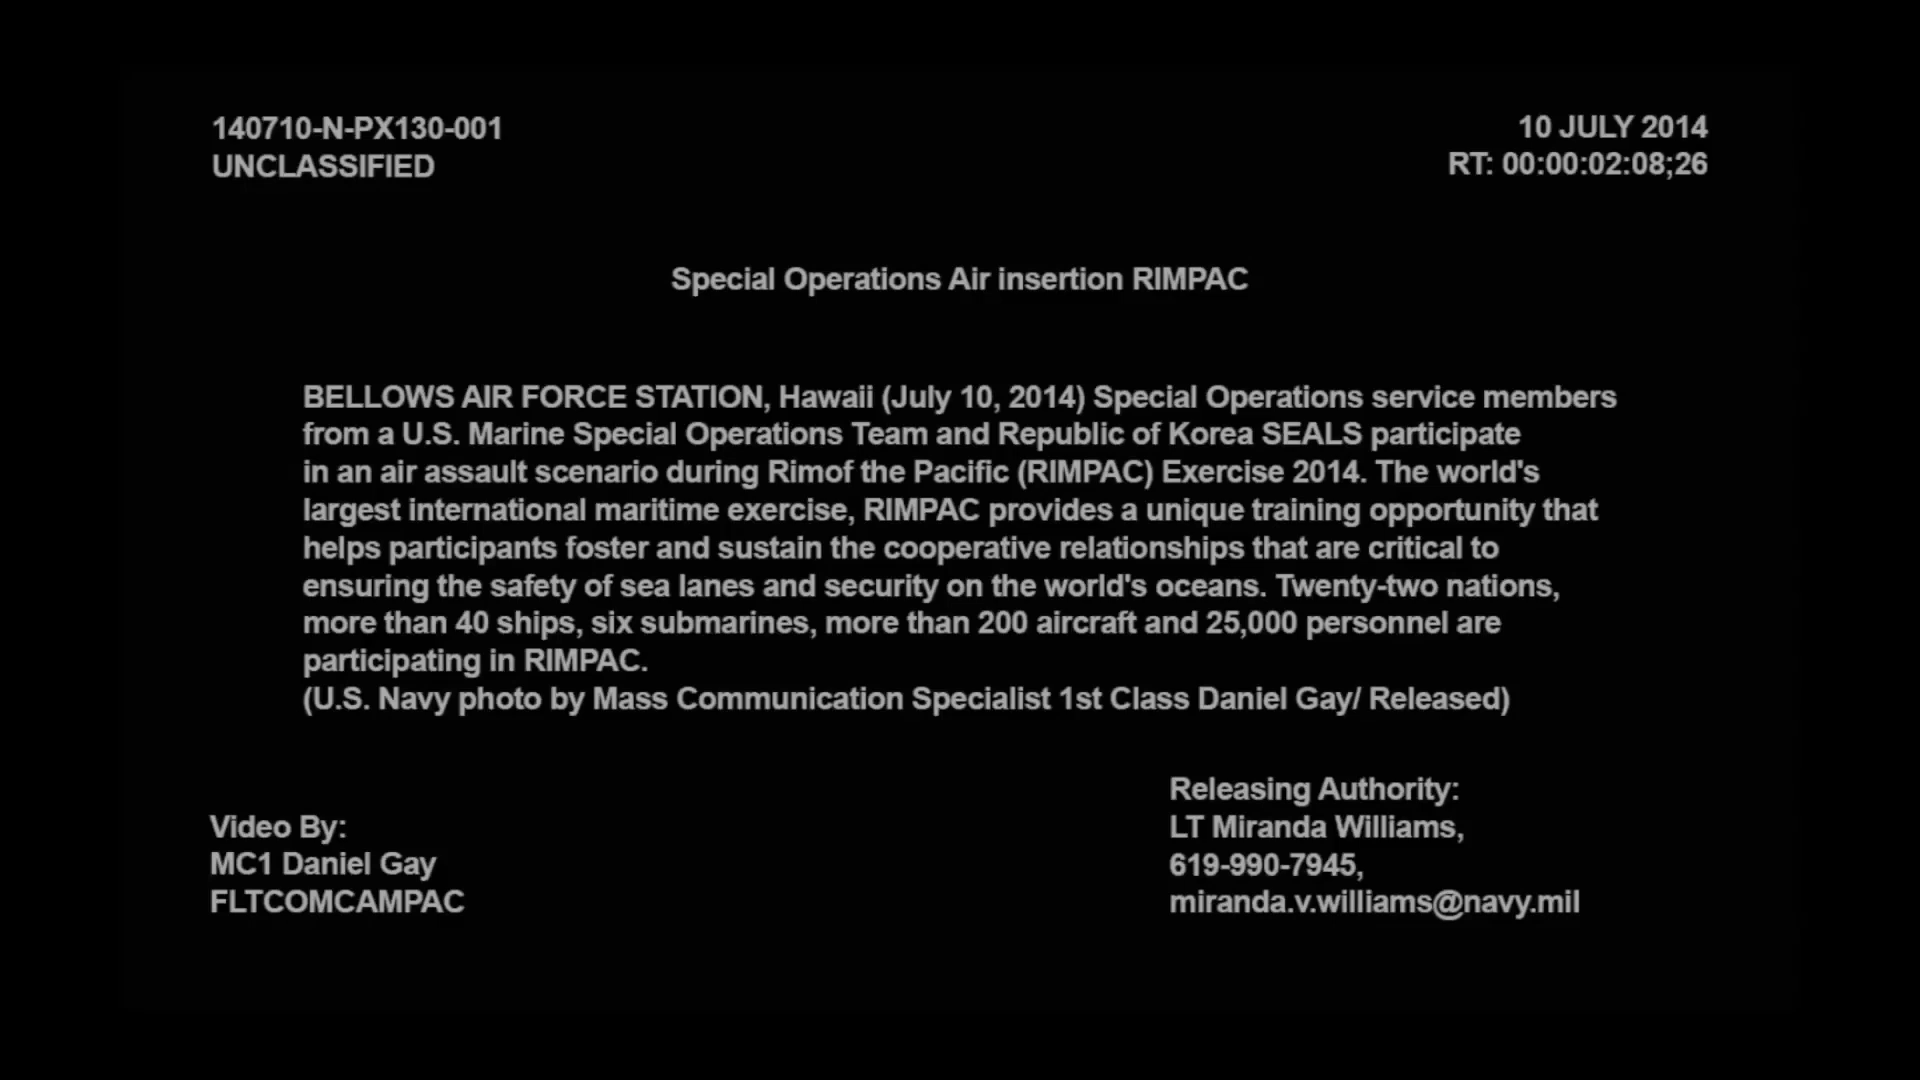 140710-N-PX130-001
UNCLASSIFIED
10 JULY 2014
RT: 00:00:02:08;26
Special Operations Air insertion RIMPAC
BELLOWS AIR FORCE STATION, Hawaii (July 10, 2014) Special Operations service members
from a U.S. Marine Special Operations Team and Republic of Korea SEALS participate
in an air assault scenario during Rimof the Pacific (RIMPAC) Exercise 2014. The world's
largest international maritime exercise, RIMPAC provides a unique training opportunity that
helps participants foster and sustain the cooperative relationships that are critical to
ensuring the safety of sea lanes and security on the world's oceans. Twenty-two nations,
more than 40 ships, six submarines, more than 200 aircraft and 25,000 personnel are
participating in RIMPAC.
(U.S. Navy photo by Mass Communication Specialist 1st Class Daniel Gay/ Released)
Video By:
MC1 Daniel Gay
FLTCOMCAMPAC
Releasing Authority:
LT Miranda Williams,
619-990-7945,
miranda.v.williams@navy.mil